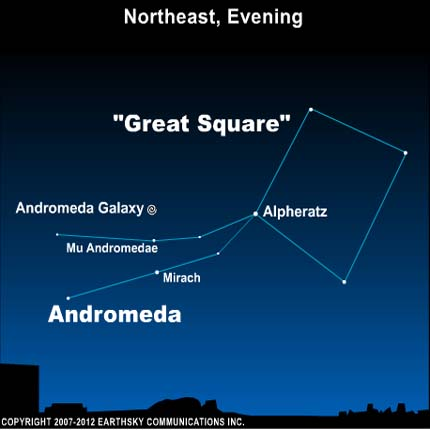 Northeast, Evening
"Great Square"
Andromeda Galaxy
Alpheratz
Mu Andromedae
Mirach
Andromeda
COPYRIGHT 2007-2012 EARTHSKY COMMUNICATIONS INC.